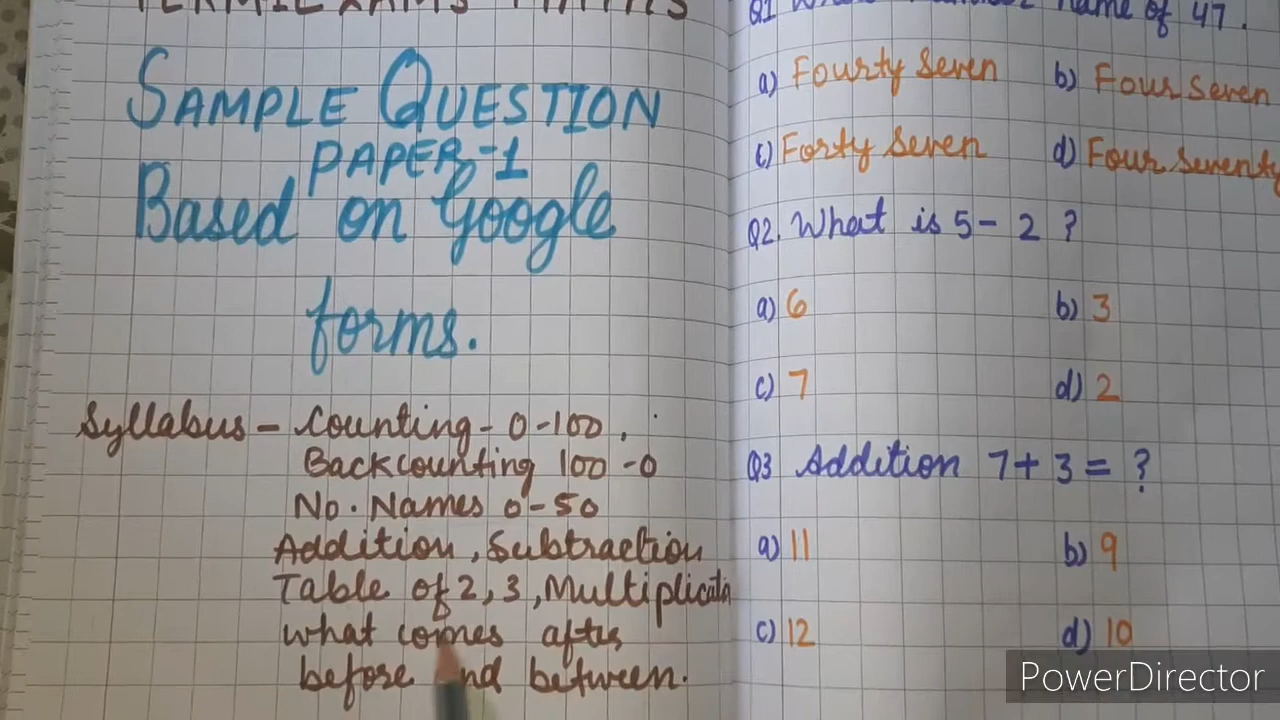 SAMPLE QUESTION
PAPER-1
Based on Google
forms.
Syllabus - Counting - 0-100,
Backcounting 100-0
No. Names 0-50
Addition, Subtraction
Table of 2, 3, Multiplicatin
what comes after
before and between.
Q1 name of 47.
a) Fourty Seven b) Four Seven
c) Forty Seven d) Four Seventy
Q2. What is 5-2 ?
a) 6 b) 3
c) 7 d) 2
Q3 Addition 7+3= ?
a) 11 b) 9
c) 12 d) 10
PowerDirector